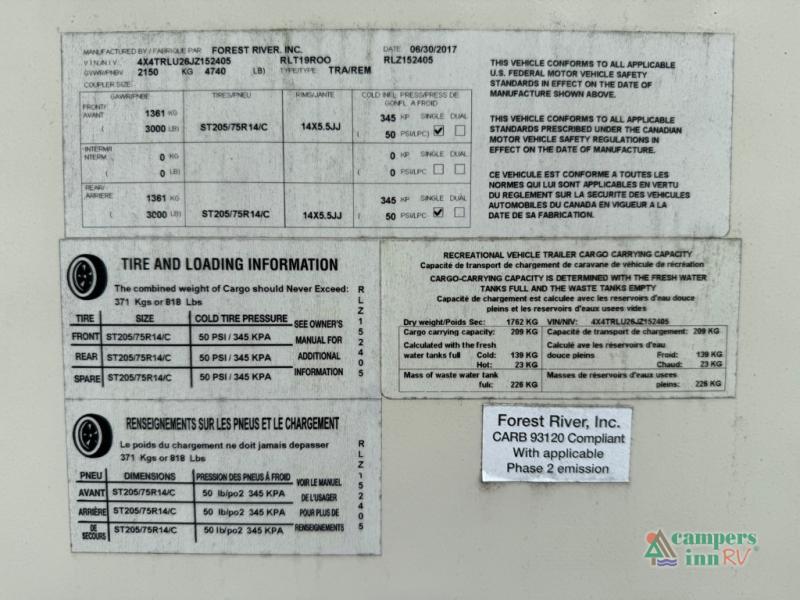 MANUFACTURED BY / FABRIQUE PAR FOREST RIVER, INC. DATE 06/30/2017
V.I.N./N.I.V. 4X4TRLU26JZ152405 RLT19ROO RLZ152405
GVWR/PNBV 2150 KG 4740 LB) TYPE/TYPE TRA/REM
COUPLER SIZE:
GAWR/PNBE TIRES/PNEU RIMS/JANTE COLD INFL PRESS/PRESS DE GONFL A FROID
FRONT/ AVANT 1361 KG 345 KP SINGLE DUAL
( 3000 LB) ST205/75R14/C 14X5.5JJ ( 50 PSI/LPC)
INTERM/I NTERM 0 KG 0 KP SINGLE DUAL
( 0 LB) ( 0 PSI/LPC
REAR/ ARRIERE 1361 KG 345 KP SINGLE DUAL
( 3000 LB) ST205/75R14/C 14X5.5JJ ( 50 PSI/LPC
THIS VEHICLE CONFORMS TO ALL APPLICABLE
U.S. FEDERAL MOTOR VEHICLE SAFETY
STANDARDS IN EFFECT ON THE DATE OF
MANUFACTURE SHOWN ABOVE.
THIS VEHICLE CONFORMS TO ALL APPLICABLE
STANDARDS PRESCRIBED UNDER THE CANADIAN
MOTOR VEHICLE SAFETY REGULATIONS IN
EFFECT ON THE DATE OF MANUFACTURE.
CE VEHICULE EST CONFORME A TOUTES LES
NORMES QUI LUI SONT APPLICABLES EN VERTU
DU REGLEMENT SUR LA SECURITE DES VEHICULES
AUTOMOBILES DU CANADA EN VIGUEUR A LA
DATE DE SA FABRICATION.
TIRE AND LOADING INFORMATION
The combined weight of Cargo should Never Exceed:
371 Kgs or 818 Lbs
TIRE SIZE COLD TIRE PRESSURE
FRONT ST205/75R14/C 50 PSI / 345 KPA
REAR ST205/75R14/C 50 PSI / 345 KPA
SPARE ST205/75R14/C 50 PSI / 345 KPA
SEE OWNER'S
MANUAL FOR
ADDITIONAL
INFORMATION
RLZ152405
RECREATIONAL VEHICLE TRAILER CARGO CARRYING CAPACITY
Capacité de transport de chargement de caravane de véhicule de récréation
CARGO-CARRYING CAPACITY IS DETERMINED WITH THE FRESH WATER
TANKS FULL AND THE WASTE TANKS EMPTY
Capacité de chargement est calculee avec les reservoirs d'eau douce
pleins et les reservoirs d'eaux usees vides
Dry weight/Poids Sec: 1762 KG VIN/NIV: 4X4TRLU26JZ152405
Cargo carrying capacity: 209 KG Capacité de transport de chargement: 209 KG
Calculated with the fresh Calculé ave les réservoirs d'eau
water tanks full Cold: 139 KG douce pleins Froid: 139 KG
Hot: 23 KG Chaud: 23 KG
Mass of waste water tank Masses de réservoirs d'eaux usees
full: 226 KG pleins: 226 KG
RENSEIGNEMENTS SUR LES PNEUS ET LE CHARGEMENT
Le poids du chargement ne doit jamais depasser
371 Kgs or 818 Lbs
PNEU DIMENSIONS PRESSION DES PNEUS À FROID
AVANT ST205/75R14/C 50 lb/po2 345 KPA
ARRIÈRE ST205/75R14/C 50 lb/po2 345 KPA
DE SECOURS ST205/75R14/C 50 lb/po2 345 KPA
VOIR LE MANUEL
DE L'USAGER
POUR PLUS DE
RENSEIGNEMENTS
RLZ152405
Forest River, Inc.
CARB 93120 Compliant
With applicable
Phase 2 emission
campers
inn RV®